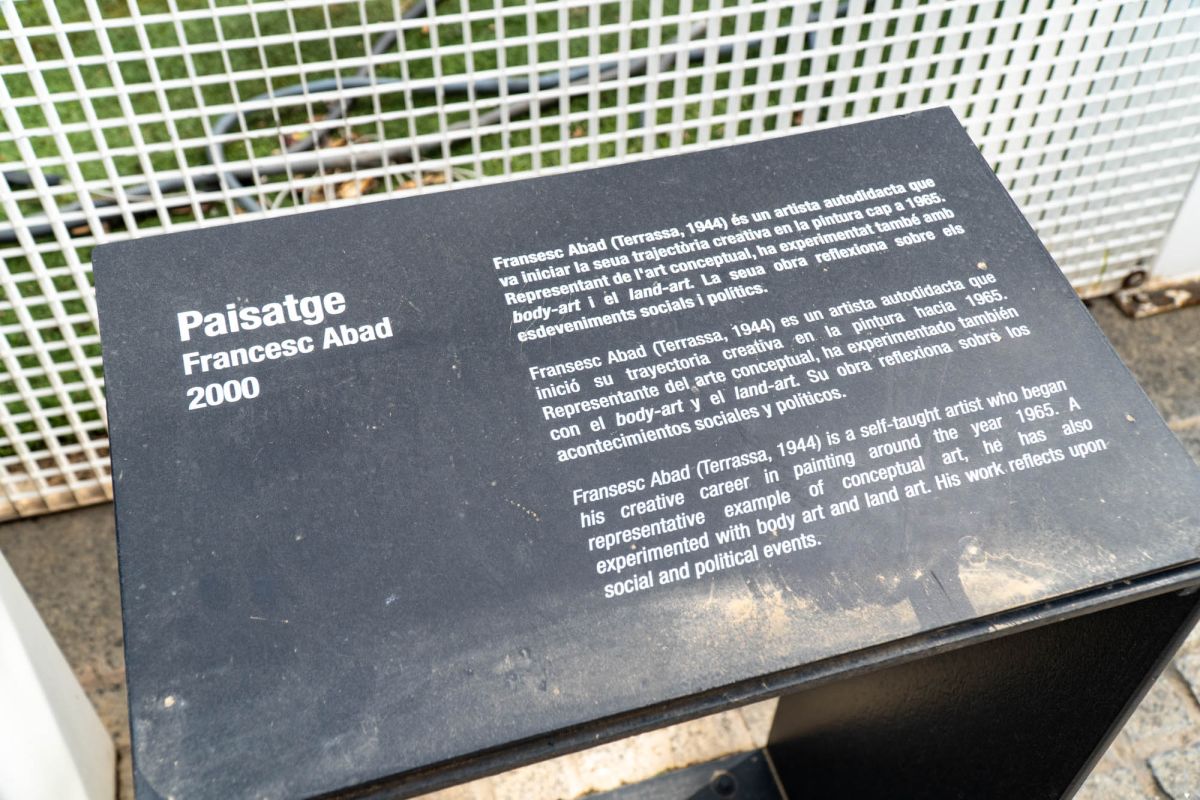 Paisatge
Francesc Abad
2000
Fransesc Abad (Terrassa, 1944) és un artista autodidacta que
va iniciar la seua trajectòria creativa en la pintura cap a 1965.
Representant de l'art conceptual, ha experimentat també amb
body-art i el land-art. La seua obra reflexiona sobre els
esdeveniments socials i polítics.
Fransesc Abad (Terrassa, 1944) es un artista autodidacta que
inició su trayectoria creativa en la pintura hacia 1965.
Representante del arte conceptual, ha experimentado también
con el body-art y el land-art. Su obra reflexiona sobre los
acontecimientos sociales y políticos.
Fransesc Abad (Terrassa, 1944) is a self-taught artist who began
his creative career in painting around the year 1965. A
representative example of conceptual art, he has also
experimented with body art and land art. His work reflects upon
social and political events.